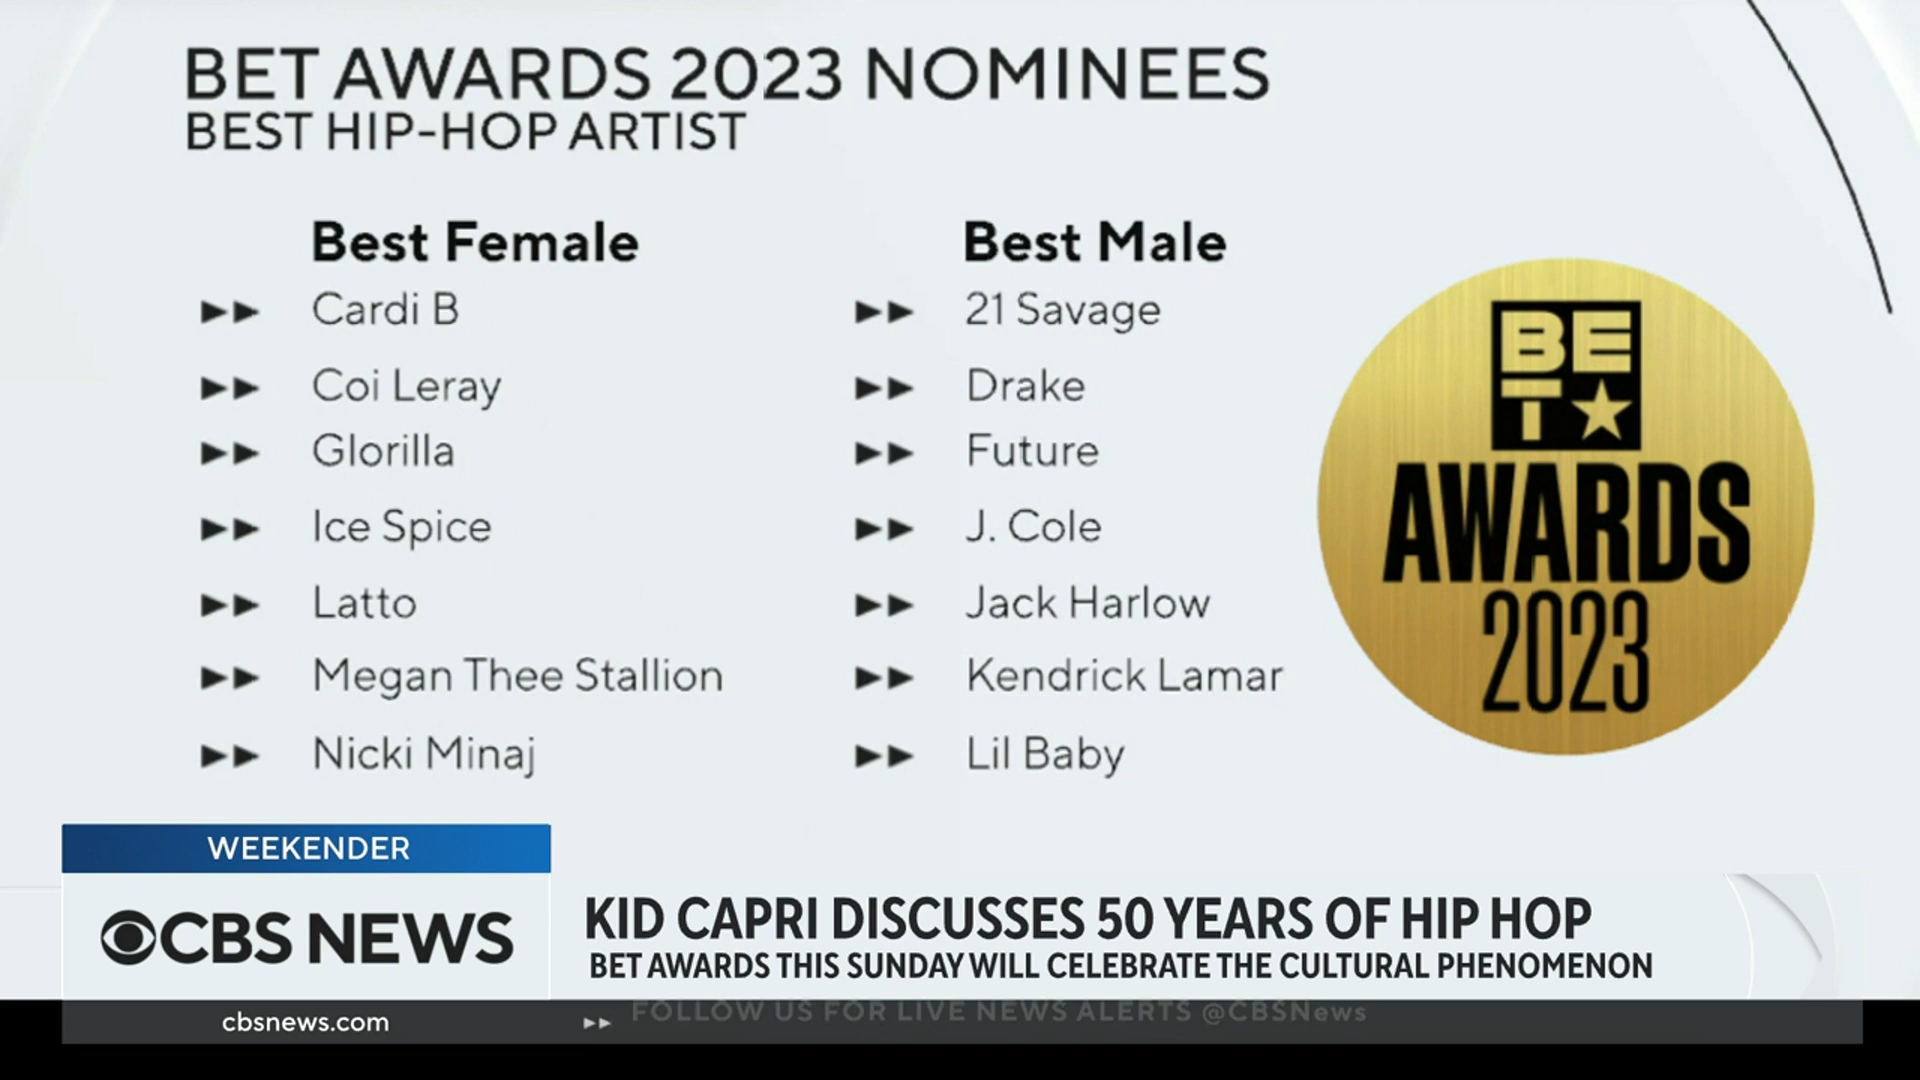 BET AWARDS 2023 NOMINEES
BEST HIP-HOP ARTIST
Best Female
Cardi B
Coi Leray
Glorilla
Ice Spice
Latto
Megan Thee Stallion
Nicki Minaj
Best Male
21 Savage
Drake
Future
J. Cole
Jack Harlow
Kendrick Lamar
Lil Baby
BET
AWARDS
2023
WEEKENDER
CBS NEWS
KID CAPRI DISCUSSES 50 YEARS OF HIP HOP
BET AWARDS THIS SUNDAY WILL CELEBRATE THE CULTURAL PHENOMENON
cbsnews.com
FOLLOW US FOR LIVE NEWS ALERTS @CBSNews